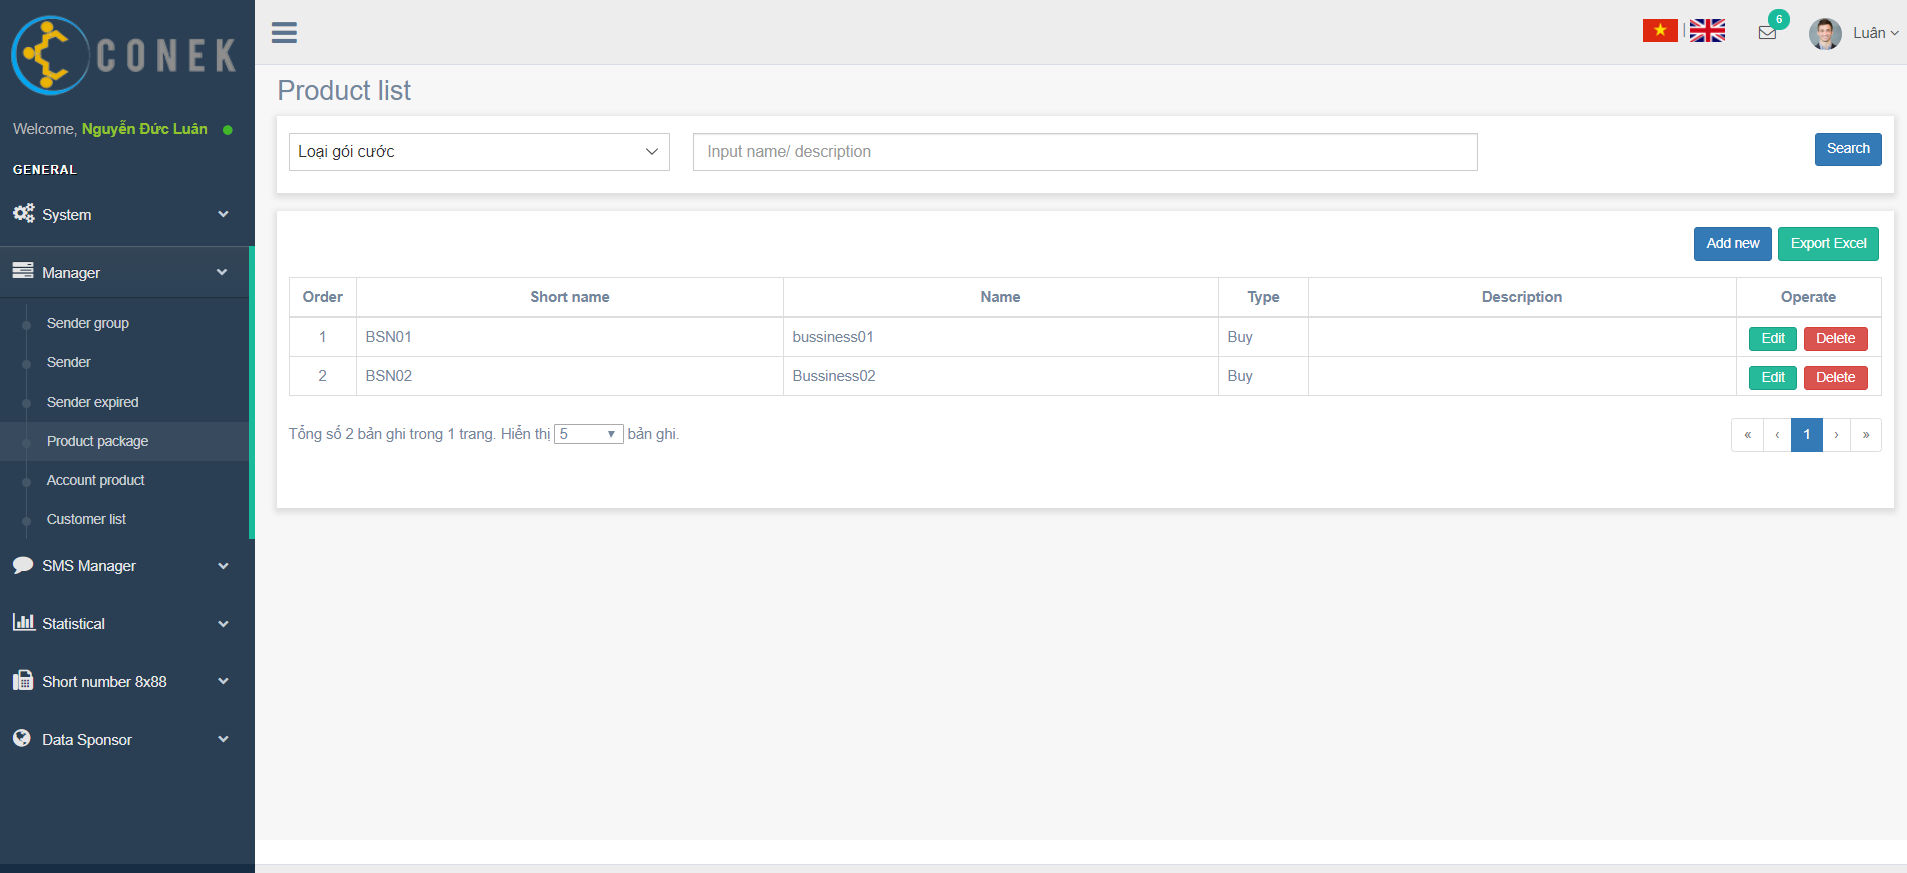 CONEK
6
Luân
Welcome, Nguyễn Đức Luân
GENERAL
System
Manager
Sender group
Sender
Sender expired
Product package
Account product
Customer list
SMS Manager
Statistical
Short number 8x88
Data Sponsor
Product list
Loại gói cước
Input name/ description
Search
Add new
Export Excel
Order Short name Name Type Description Operate
1 BSN01 bussiness01 Buy Edit Delete
2 BSN02 Bussiness02 Buy Edit Delete
Tổng số 2 bản ghi trong 1 trang. Hiển thị 5 bản ghi.
« ‹ 1 › »